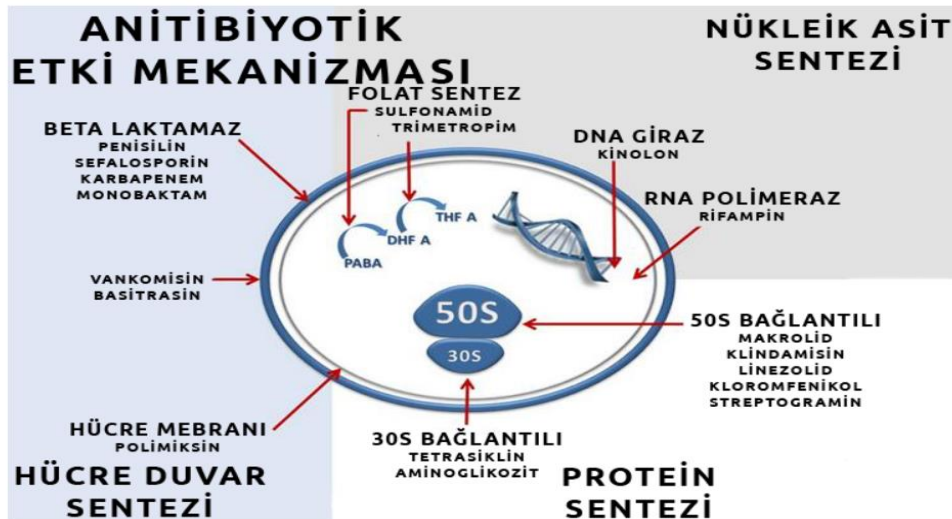 ANİTİBİYOTİK
ETKİ MEKANİZMASI
NÜKLEİK ASİT
SENTEZİ
FOLAT SENTEZ
SULFONAMİD
TRİMETROPİM
BETA LAKTAMAZ
PENİSİLİN
SEFALOSPORİN
KARBAPENEM
MONOBAKTAM
DNA GİRAZ
KİNOLON
RNA POLİMERAZ
RİFAMPİN
PABA
DHF A
THF A
VANKOMİSİN
BASİTRASİN
50S
30S
50S BAĞLANTILI
MAKROLİD
KLİNDAMİSİN
LİNEZOLİD
KLOROMFENİKOL
STREPTOGRAMİN
HÜCRE MEBRANI
POLİMİKSİN
30S BAĞLANTILI
TETRASİKLİN
AMİNOGLİKOZİT
HÜCRE DUVAR
SENTEZİ
PROTEİN
SENTEZİ